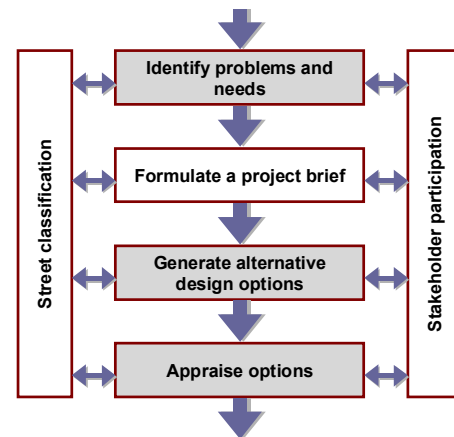 Identify problems and
needs
Formulate a project brief
Generate alternative
design options
Appraise options
Street classification
Stakeholder participation